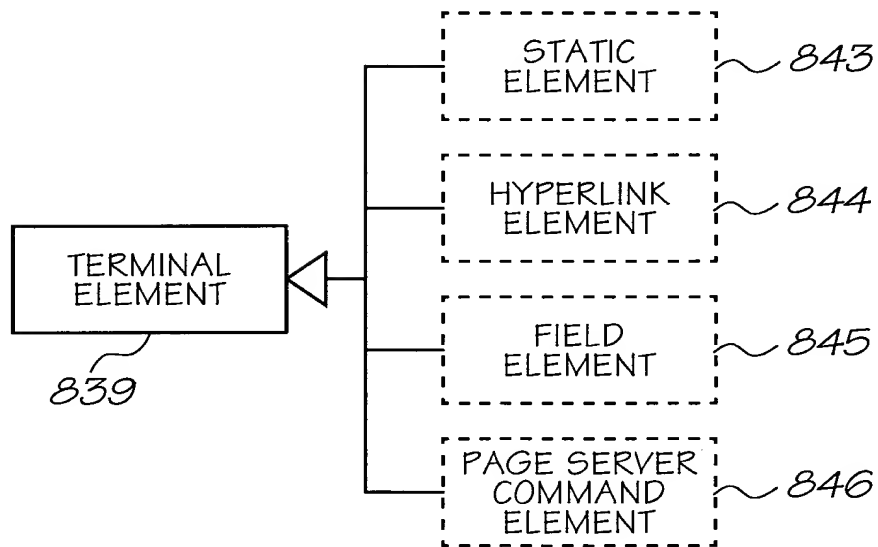 STATIC
ELEMENT
843
HYPERLINK
ELEMENT
844
TERMINAL
ELEMENT
839
FIELD
ELEMENT
845
PAGE SERVER
COMMAND
ELEMENT
846